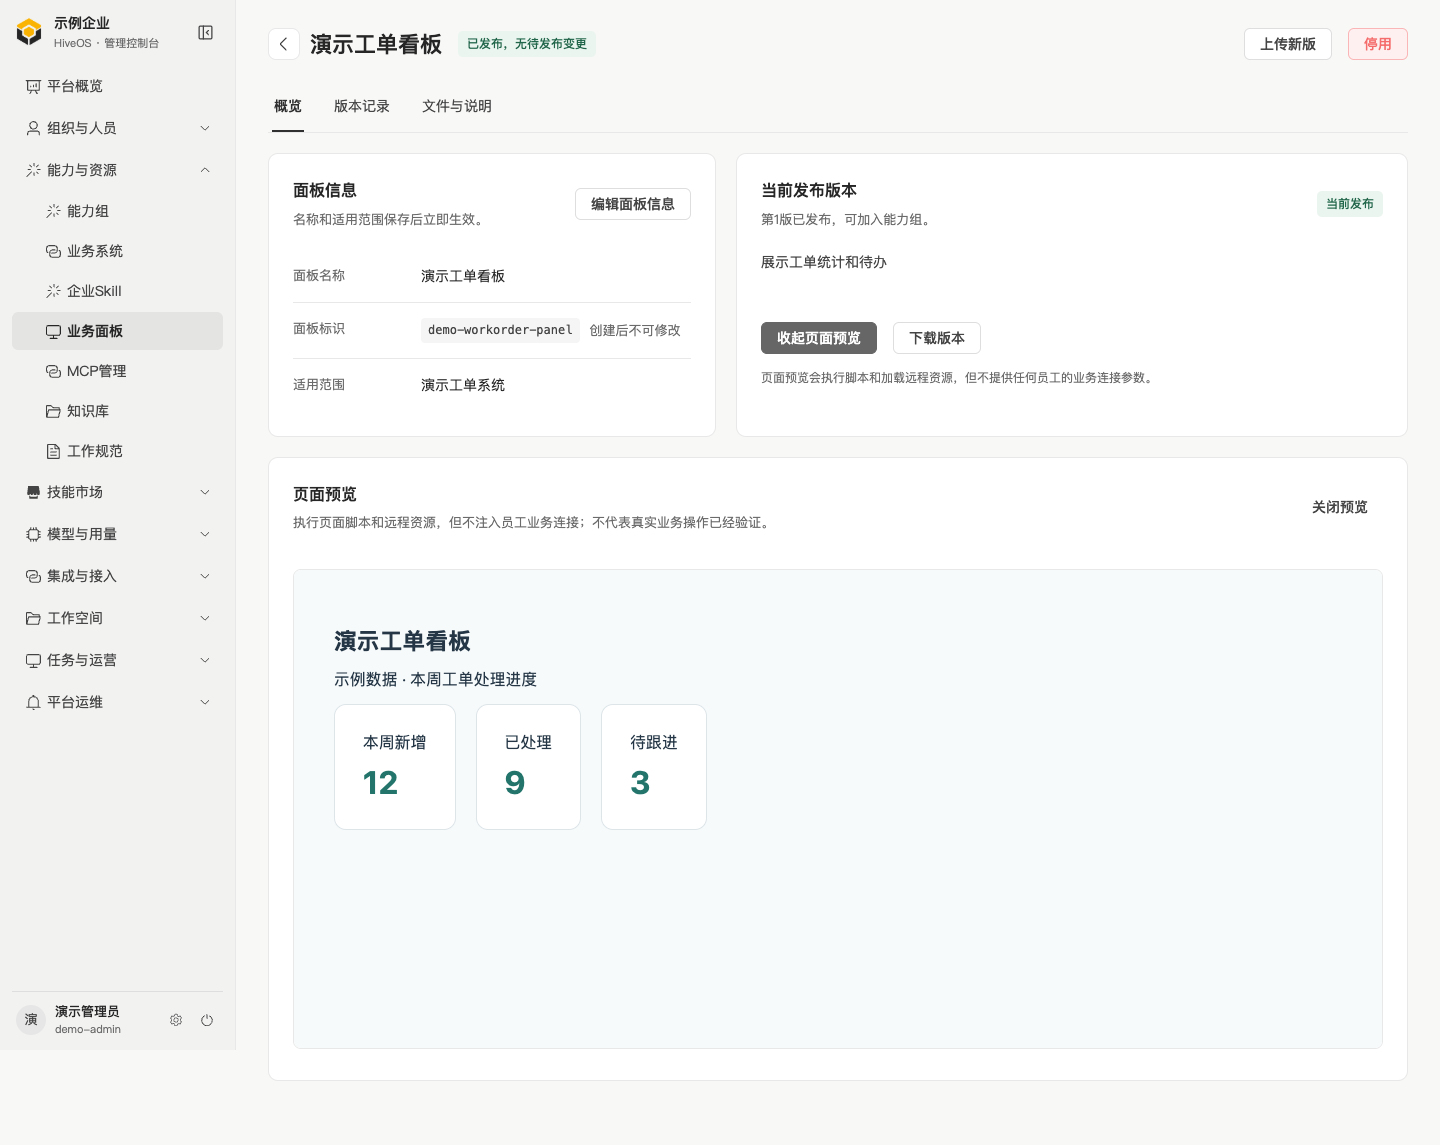 示例企业
HiveOS · 管理控制台
平台概览
组织与人员
能力与资源
能力组
业务系统
企业Skill
业务面板
MCP管理
知识库
工作规范
技能市场
模型与用量
集成与接入
工作空间
任务与运营
平台运维
演
演示管理员
demo-admin
演示工单看板
已发布，无待发布变更
上传新版
停用
概览
版本记录
文件与说明
面板信息
名称和适用范围保存后立即生效。
编辑面板信息
面板名称
演示工单看板
面板标识
demo-workorder-panel 创建后不可修改
适用范围
演示工单系统
当前发布版本
第1版已发布，可加入能力组。
当前发布
展示工单统计和待办
收起页面预览
下载版本
页面预览会执行脚本和加载远程资源，但不提供任何员工的业务连接参数。
页面预览
执行页面脚本和远程资源，但不注入员工业务连接；不代表真实业务操作已经验证。
关闭预览
演示工单看板
示例数据 · 本周工单处理进度
本周新增
12
已处理
9
待跟进
3